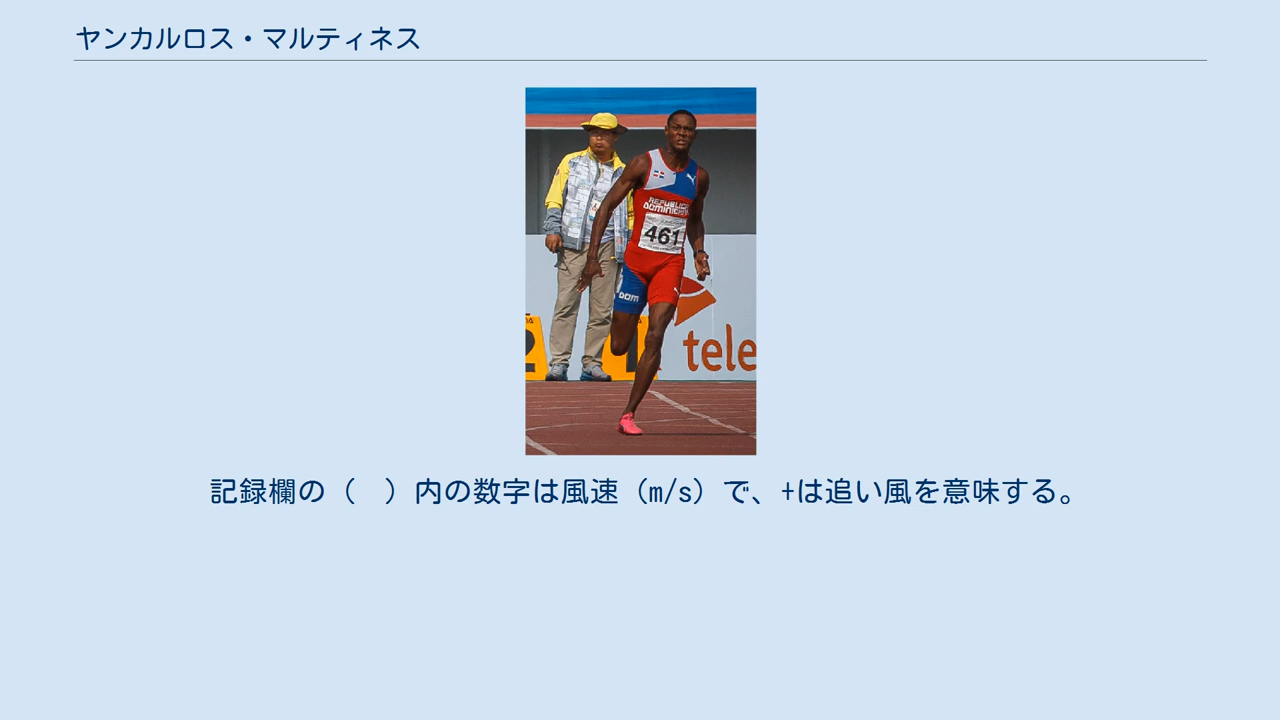 ヤンカルロス・マルティネス
REPUBLICA
DOMINICANA
461
DOM
tele
記録欄の（　）内の数字は風速（m/s）で、+は追い風を意味する。